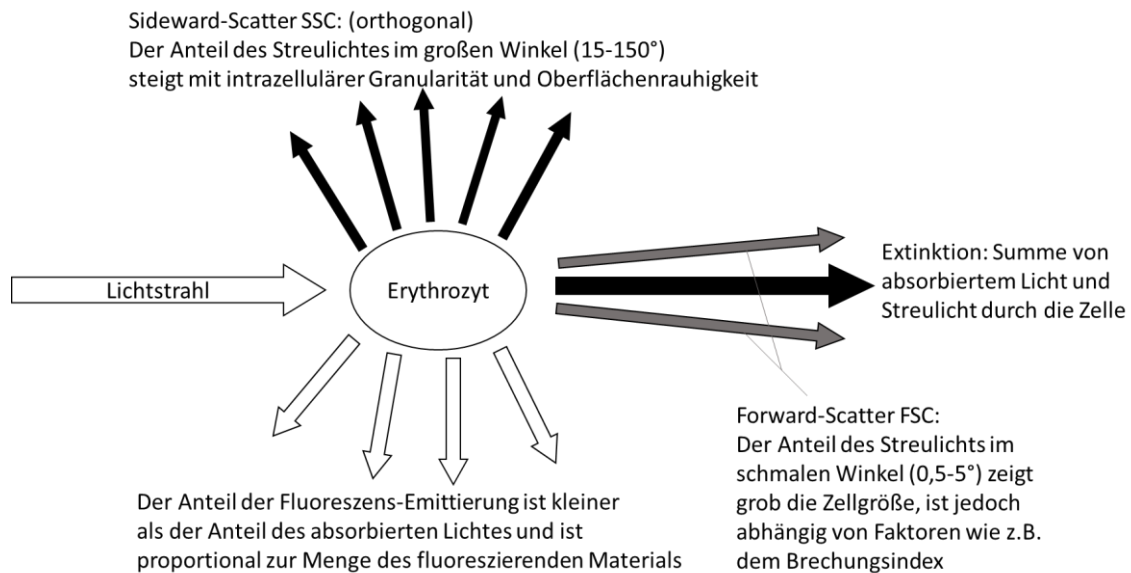 Sideward-Scatter SSC: (orthogonal)
Der Anteil des Streulichtes im großen Winkel (15-150°)
steigt mit intrazellulärer Granularität und Oberflächenrauhigkeit
Lichtstrahl
Erythrozyt
Extinktion: Summe von
absorbiertem Licht und
Streulicht durch die Zelle
Forward-Scatter FSC:
Der Anteil des Streulichts im
schmalen Winkel (0,5-5°) zeigt
grob die Zellgröße, ist jedoch
abhängig von Faktoren wie z.B.
dem Brechungsindex
Der Anteil der Fluoreszens-Emittierung ist kleiner
als der Anteil des absorbierten Lichtes und ist
proportional zur Menge des fluoreszierenden Materials